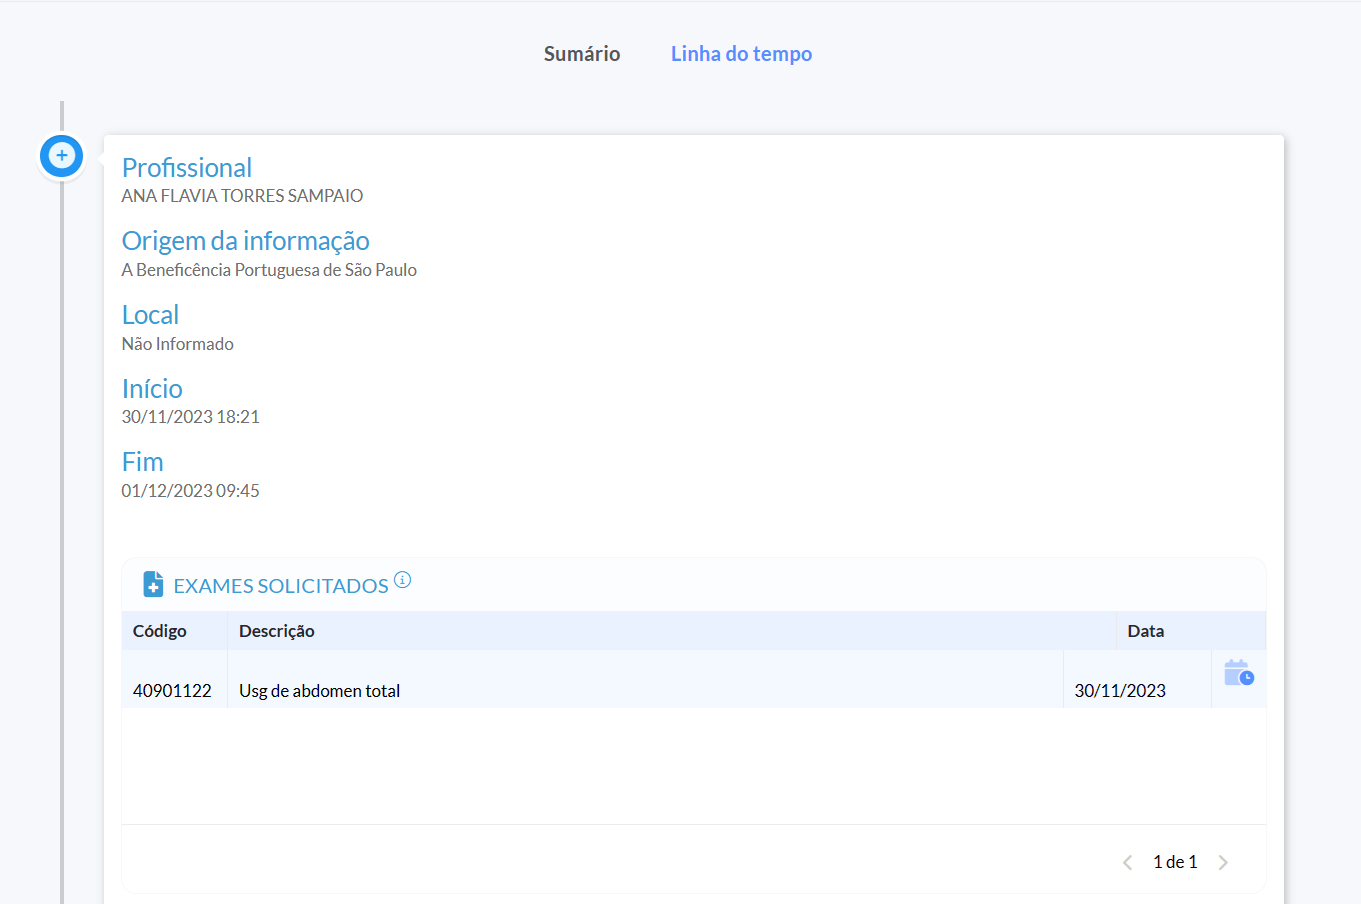 Sumário Linha do tempo
Profissional
ANA FLAVIA TORRES SAMPAIO
Origem da informação
A Beneficência Portuguesa de São Paulo
Local
Não Informado
Início
30/11/2023 18:21
Fim
01/12/2023 09:45
EXAMES SOLICITADOS
Código Descrição Data
40901122 Usg de abdomen total 30/11/2023
1 de 1